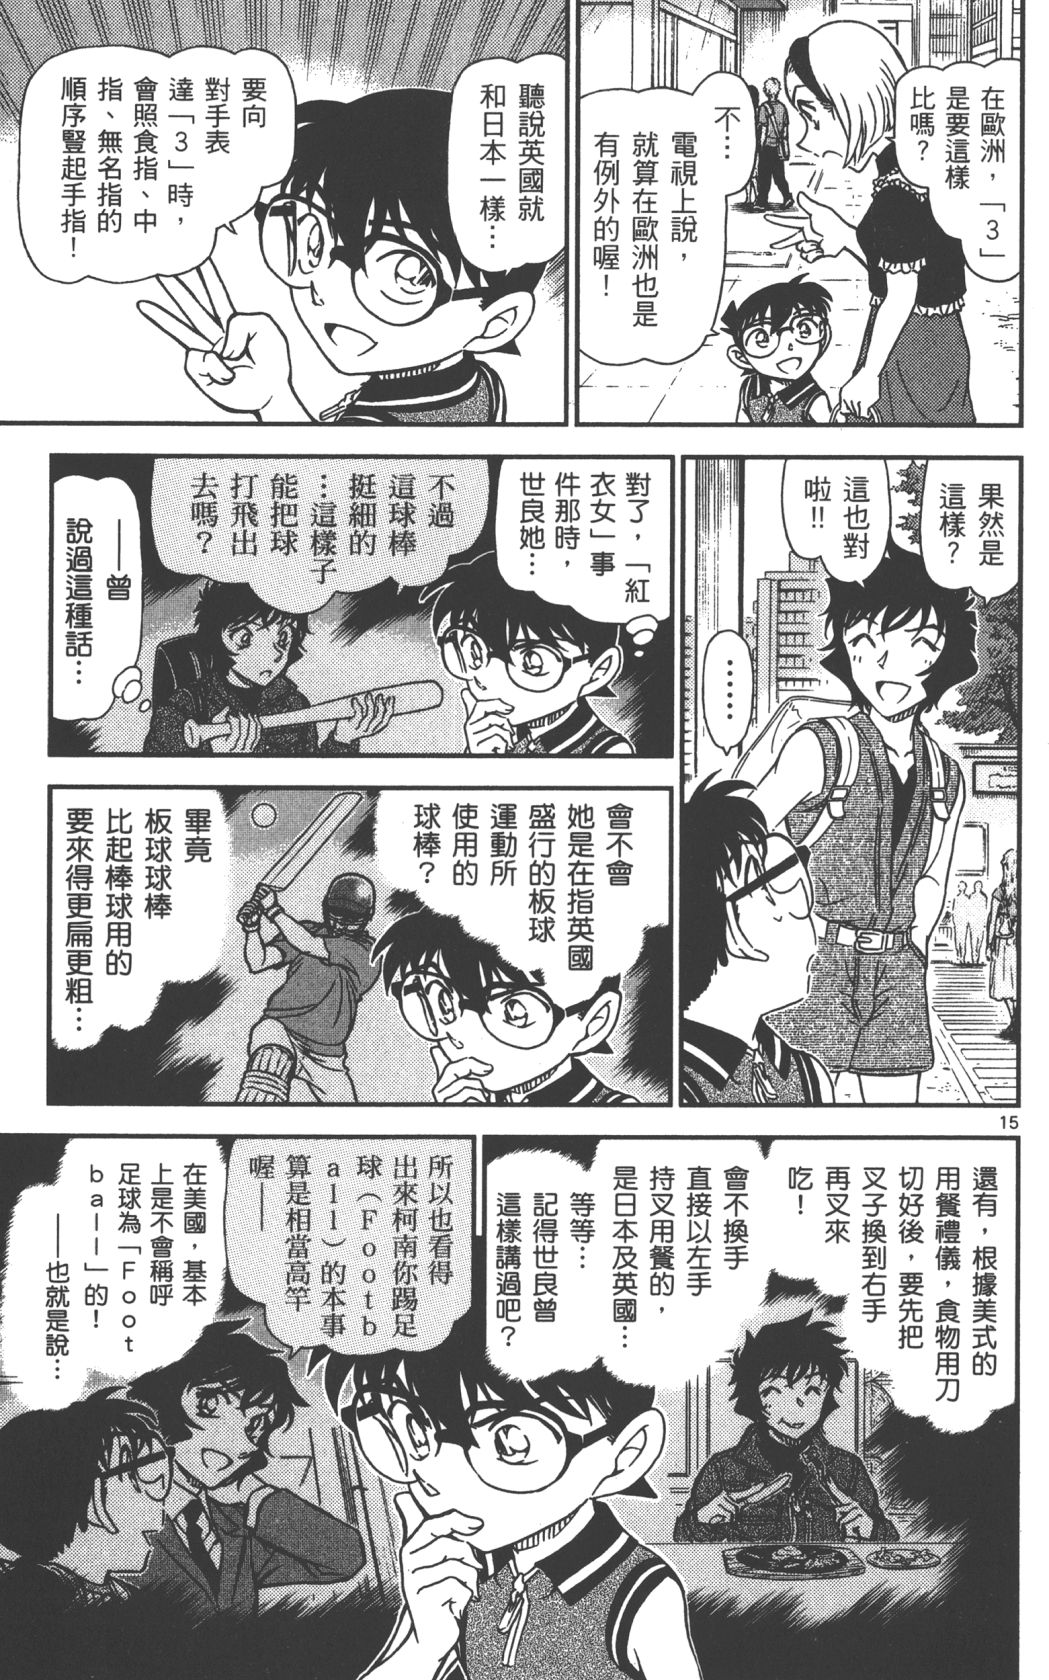 在歐洲，「3」
是要這樣
比嗎？
不…
電視上說，
就算在歐洲也是
有例外的喔！
聽說英國就
和日本一樣…
要向
對手表
達「3」時，
會照食指、中
指、無名指的
順序豎起手指！
果然是
這樣？
這也對
啦!!
……
對了，「紅
衣女」事
件那時，
世良她…
不過
這球棒
挺細的
…這樣子
能把球
打飛出
去嗎？
——曾
說過這種話…
會不會
她是在指英國
盛行的板球
運動所
使用的
球棒？
畢竟
板球球棒
比起棒球用的
要來得更扁更粗…
15
還有，根據美式的
用餐禮儀，食物用刀
切好後，要先把
叉子換到右手
再叉來
吃！
會不換手
直接以左手
持叉用餐的，
是日本及英國…
等等…
記得世良曾
這樣講過吧？
所以也看得
出來柯南你踢足
球（Footb
all）的本事
算是相當高竿
喔——
在美國，基本
上是不會稱呼
足球為「Foot
ball」的！
——也就是說…